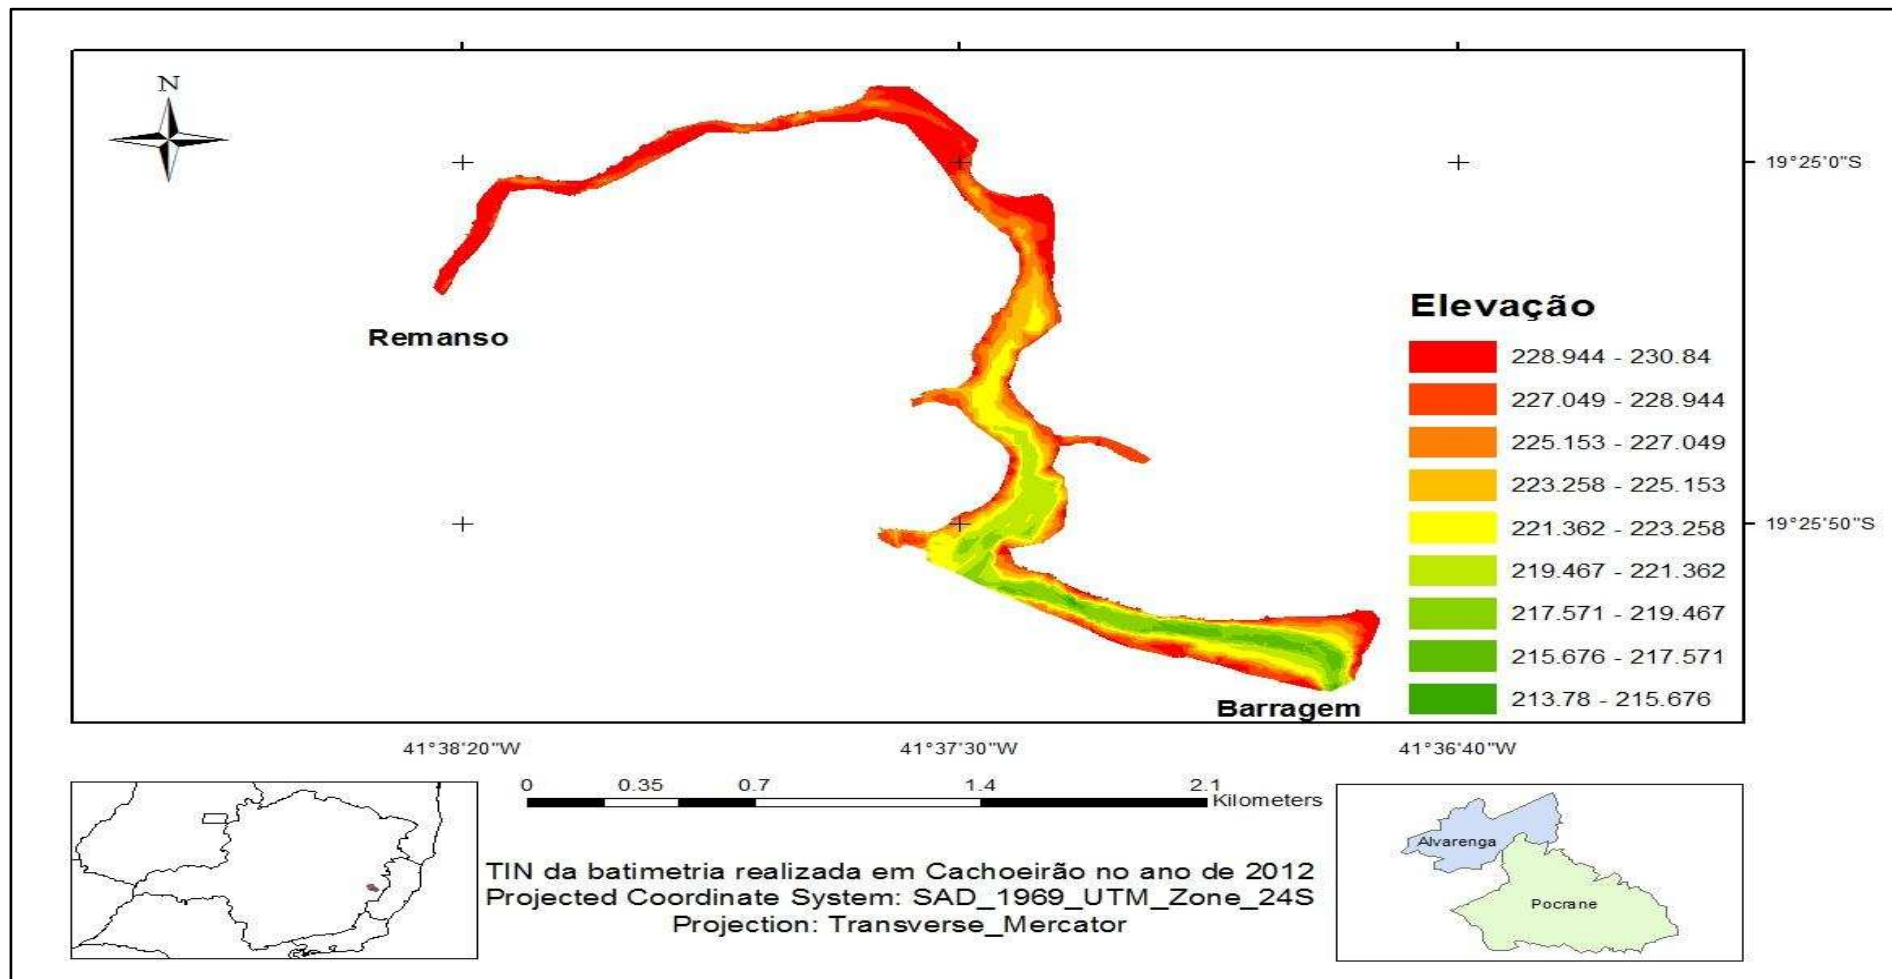 N
19°25'0"S
Remanso
Elevação
228.944 - 230.84
227.049 - 228.944
225.153 - 227.049
223.258 - 225.153
221.362 - 223.258
219.467 - 221.362
217.571 - 219.467
215.676 - 217.571
213.78 - 215.676
19°25'50"S
Barragem
41°38'20"W
41°37'30"W
41°36'40"W
0 0.35 0.7 1.4 2.1
Kilometers
TIN da batimetria realizada em Cachoeirão no ano de 2012
Projected Coordinate System: SAD_1969_UTM_Zone_24S
Projection: Transverse_Mercator
Alvarenga
Pocrane